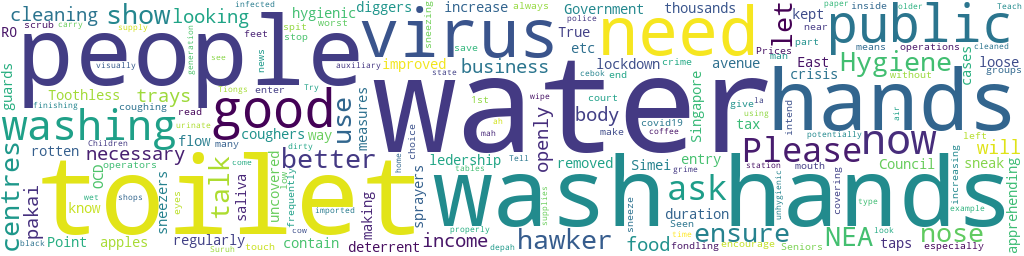 cleaning show looking hygienic diggers increase always Government thousands let public
RO scrub carry spit sneezing True kept near
people virus need
infected supply stop etc Prices East part means operations cleaned
visually generation see news auxiliary improved lockdown avenue man Hygiene
guards Toothless trays feet enter save state police crime crisis without loose groups
finishing coughing good business water hands
washing flongs Try use measures 1st court body Singapore give la air
rotten read urinate coughers way flow wipe choice mah ah cebok end covid19 make coffee tax using intend potentially
centres necessary many Children dirty better openly Please now
OCD operators talk saliva uncovered low frequently home ledership removed Simei entry Council left will sneak
pakai toilet wash hands
know wet shops eyes sneezers come contain imported cow making sprayers tables Tell sneeze supplies ask station mouth covering unhygienic type example increasing apprehending
Point apples black Suruh touch regularly deterrent income properly depah hawker food duration Seen grime fondling ensure encourage time Seniors NEA look taps nose especially
paper inside other Teach cases